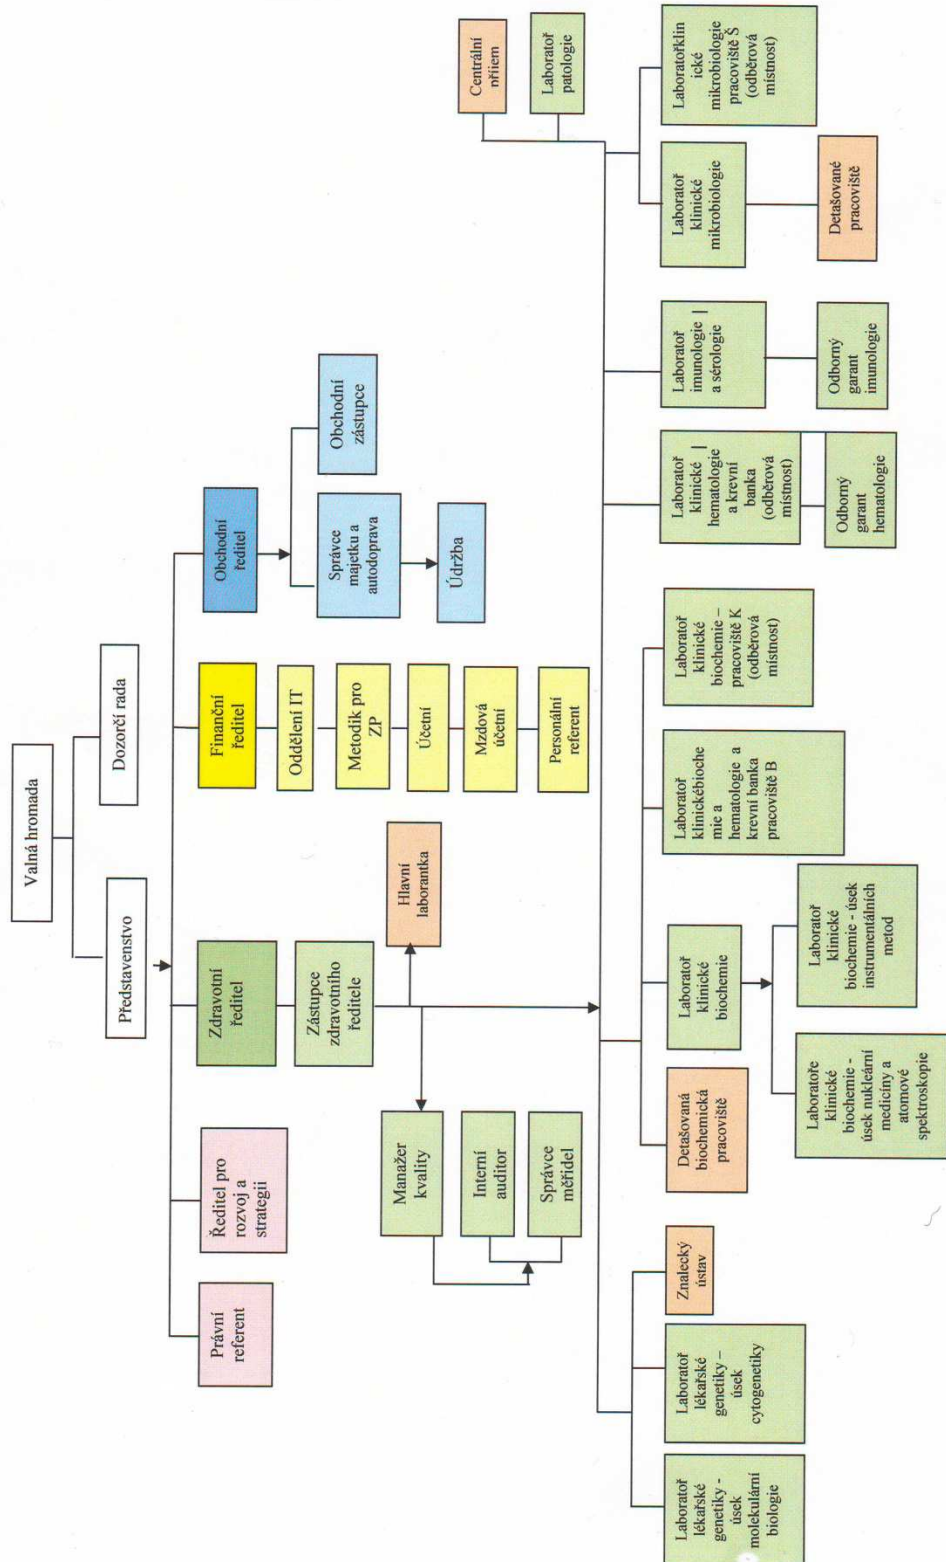 Valná hromada
Představenstvo
Dozorčí rada
Právní
referent
Ředitel pro
rozvoj a
strategii
Zdravotní
ředitel
Finanční
ředitel
Obchodní
ředitel
Zástupce
zdravotního
ředitele
Oddělení IT
Metodik pro
ZP
Účetní
Mzdová
účetní
Personální
referent
Správce
majetku a
autodoprava
Obchodní
zástupce
Údržba
Manažer
kvality
Interní
auditor
Správce
měřidel
Hlavní
laborantka
Centrální
příjem
Laboratoř
patologie
Laboratoř
lékařské
genetiky -
úsek
molekulární
biologie
Laboratoř
lékařské
genetiky –
úsek
cytogenetiky
Znalecký
ústav
Detašovaná
biochemická
pracoviště
Laboratoř
klinické
biochemie
Laboratoř
klinickébioche
mie a
hematologie a
krevní banka
pracoviště B
Laboratoř
klinické
biochemie –
pracoviště K
(odběrová
místnost)
Laboratoř
klinické
hematologie
a krevní
banka
(odběrová
místnost)
Laboratoř
imunologie
a sérologie
Laboratoř
klinické
mikrobiologie
Laboratořklin
ické
mikrobiologie
pracoviště Š
(odběrová
místnost)
Laboratoře
klinické
biochemie -
úsek nukleární
medicíny a
atomové
spektroskopie
Laboratoř
klinické
biochemie - úsek
instrumentálních
metod
Odborný
garant
hematologie
Odborný
garant
imunologie
Detašované
pracoviště